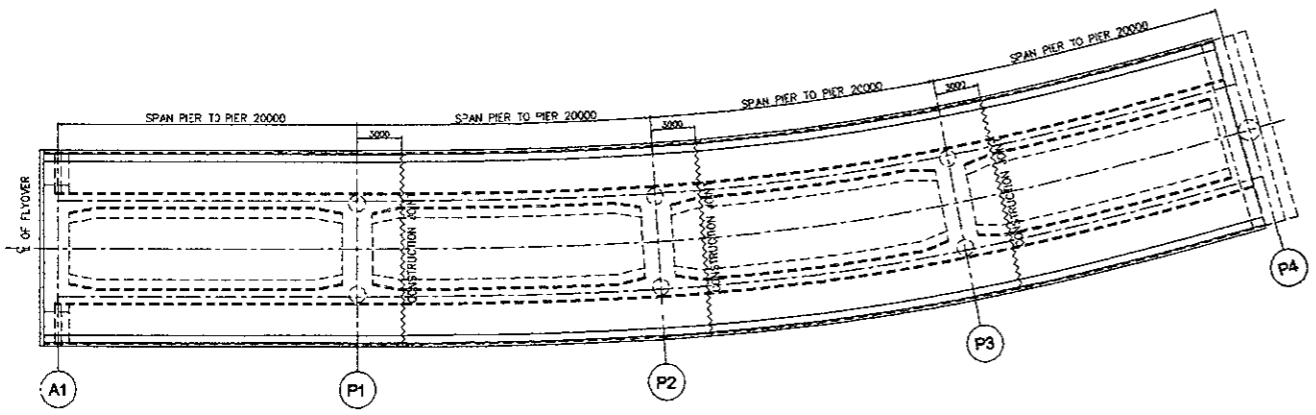 SPAN PIER TO PIER 20000
SPAN PIER TO PIER 20000
SPAN PIER TO PIER 20000
SPAN PIER TO PIER 20000
3000
3000
3000
℄ OF FLYOVER
CONSTRUCTION
CONSTRUCTION
CONSTRUCTION
A1
P1
P2
P3
P4